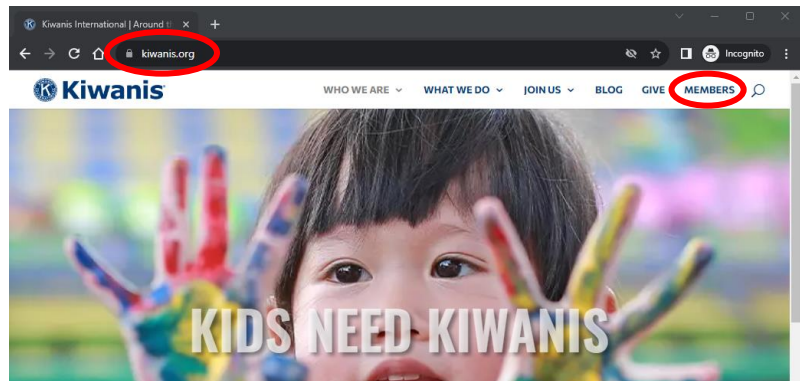 Kiwanis International | Around th
kiwanis.org
Incognito
Kiwanis
WHO WE ARE
WHAT WE DO
JOIN US
BLOG
GIVE
MEMBERS
KIDS NEED KIWANIS